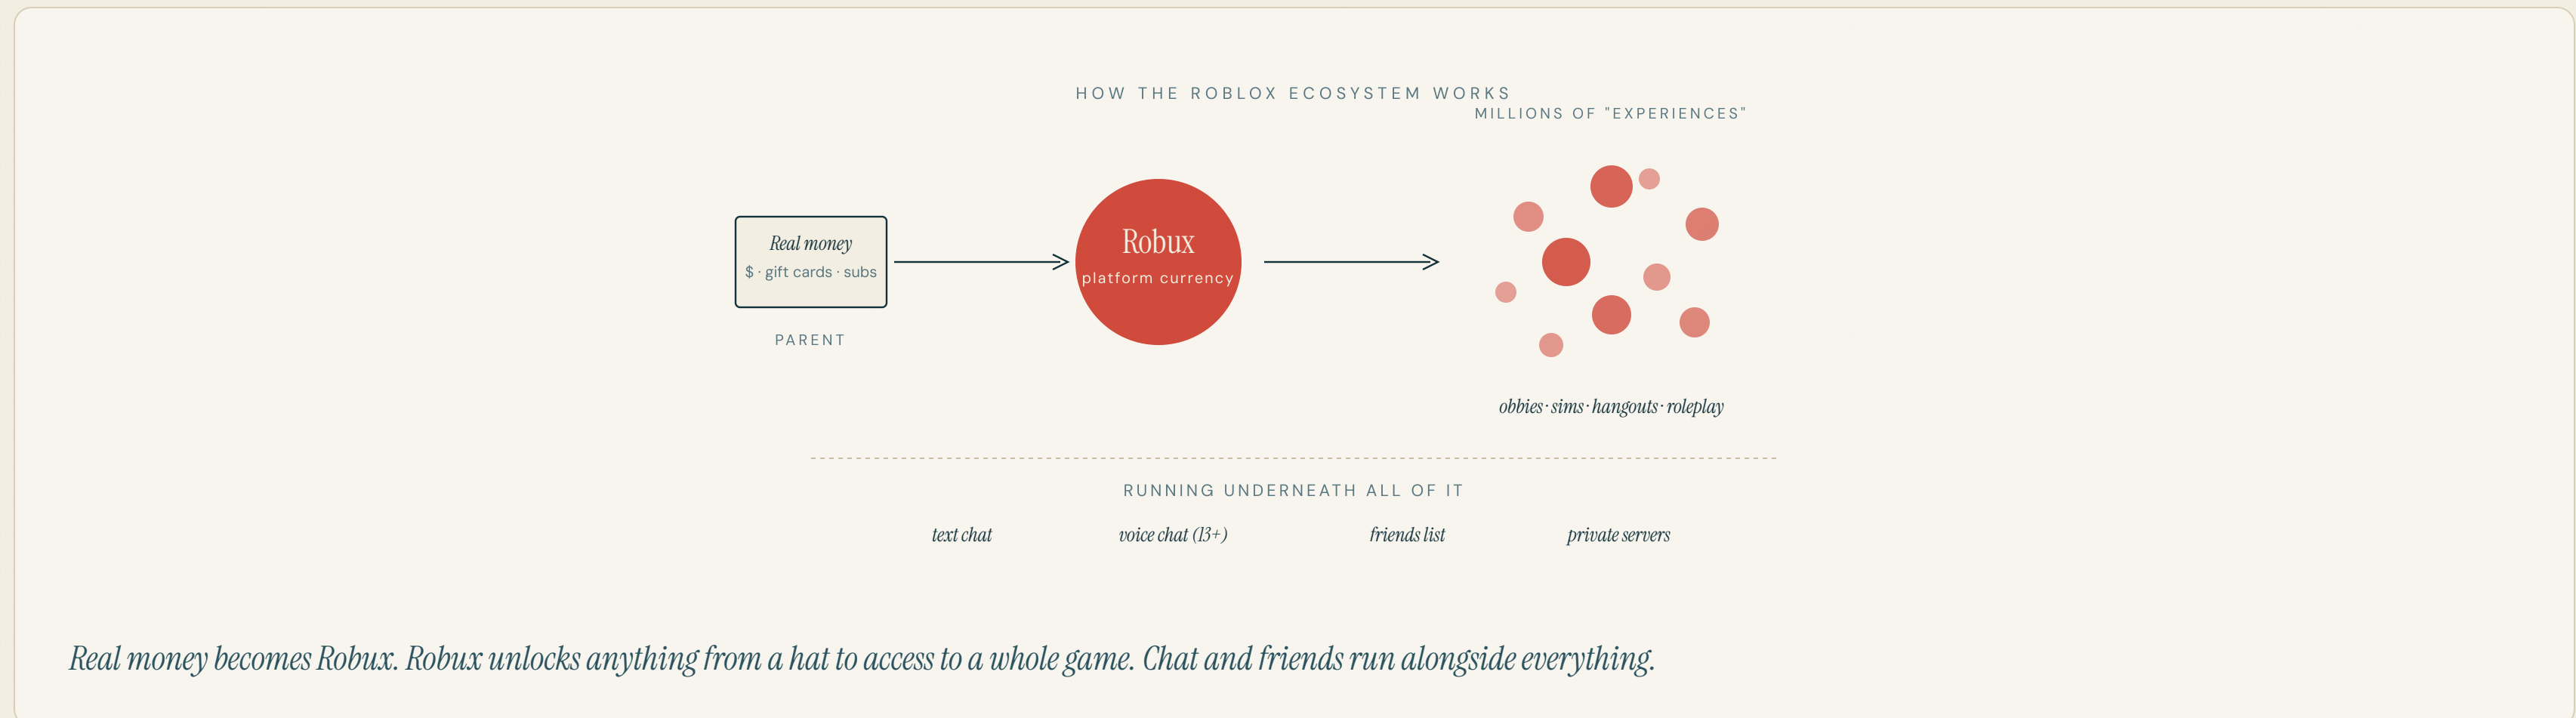 HOW THE ROBLOX ECOSYSTEM WORKS
MILLIONS OF "EXPERIENCES"
Real money
$ · gift cards · subs
PARENT
Robux
platform currency
obbies · sims · hangouts · roleplay
RUNNING UNDERNEATH ALL OF IT
text chat
voice chat (13+)
friends list
private servers
Real money becomes Robux. Robux unlocks anything from a hat to access to a whole game. Chat and friends run alongside everything.